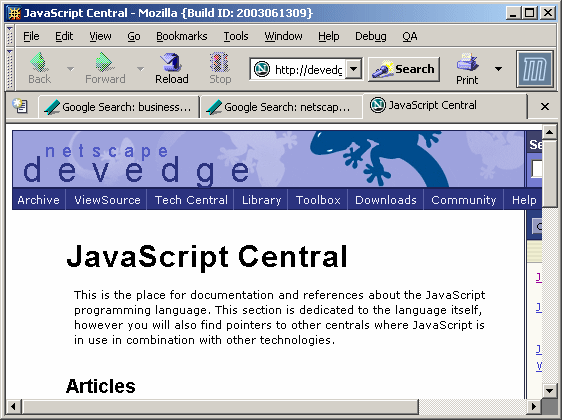 JavaScript Central - Mozilla {Build ID: 2003061309}
File Edit View Go Bookmarks Tools Window Help Debug QA
Back Forward Reload Stop http://devedg Search Print
Google Search: business... Google Search: netscap... JavaScript Central
netscape
devedge
Se
Archive ViewSource Tech Central Library Toolbox Downloads Community Help
JavaScript Central
This is the place for documentation and references about the JavaScript
programming language. This section is dedicated to the language itself,
however you will also find pointers to other centrals where JavaScript is
in use in combination with other technologies.
Articles